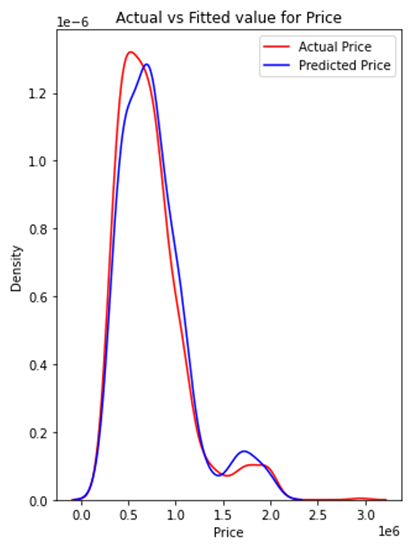 Actual vs Fitted value for Price
1e−6
Actual Price
Predicted Price
1.2
1.0
0.8
0.6
0.4
0.2
0.0
Density
0.0 0.5 1.0 1.5 2.0 2.5 3.0
Price
1e6